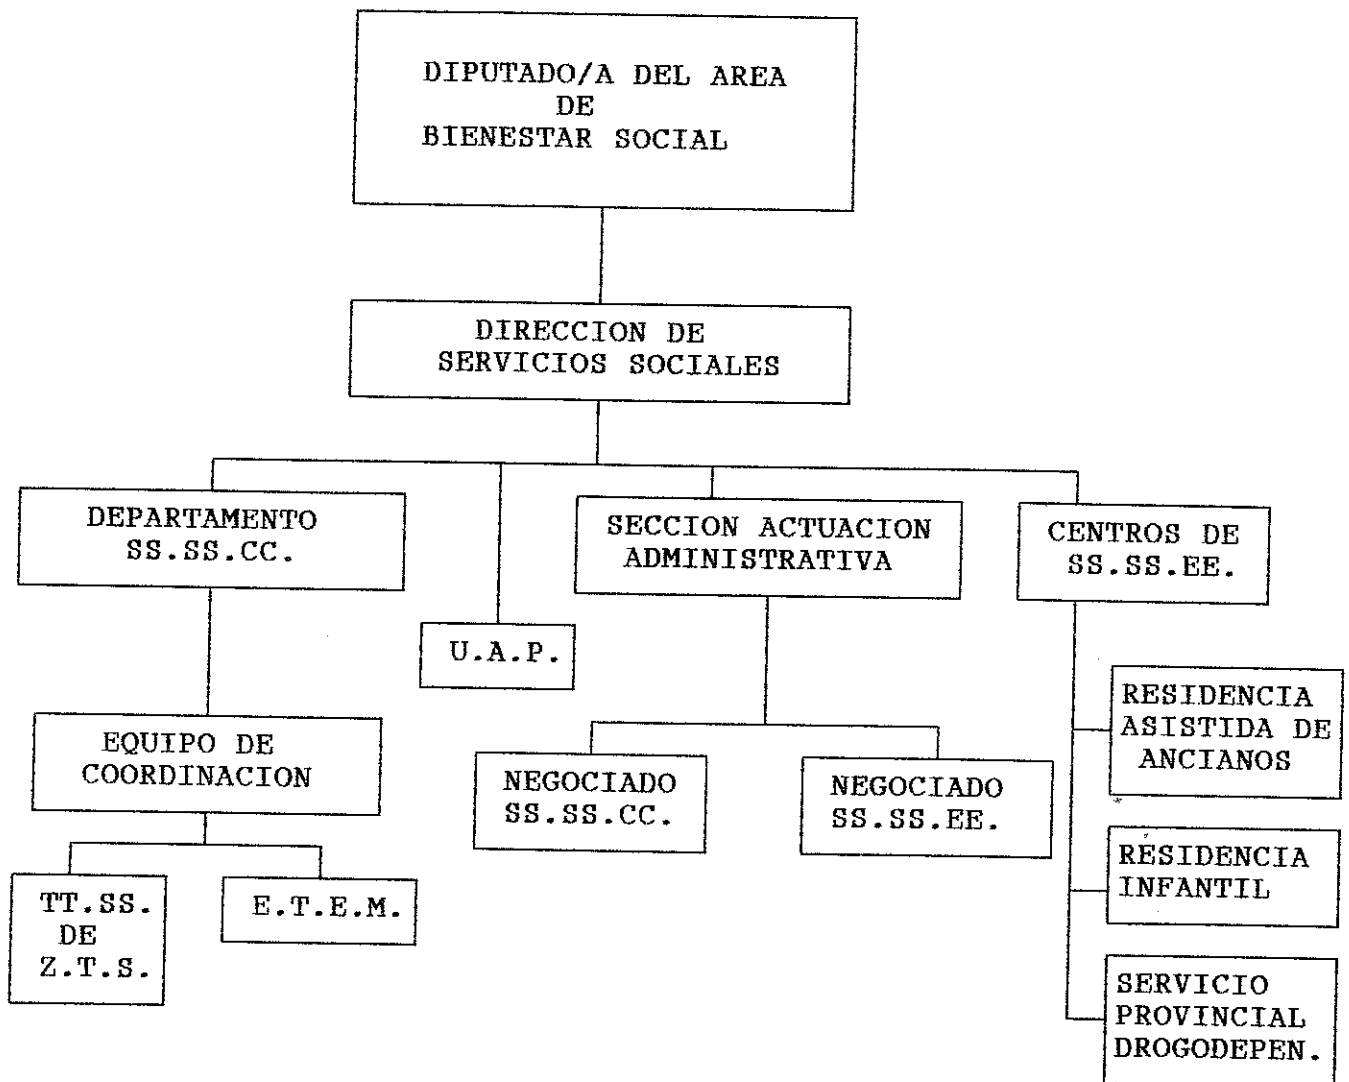 DIPUTADO/A DEL AREA
DE
BIENESTAR SOCIAL
DIRECCION DE
SERVICIOS SOCIALES
DEPARTAMENTO
SS.SS.CC.
U.A.P.
SECCION ACTUACION
ADMINISTRATIVA
CENTROS DE
SS.SS.EE.
EQUIPO DE
COORDINACION
TT.SS.
DE
Z.T.S.
E.T.E.M.
NEGOCIADO
SS.SS.CC.
NEGOCIADO
SS.SS.EE.
RESIDENCIA
ASISTIDA DE
ANCIANOS
RESIDENCIA
INFANTIL
SERVICIO
PROVINCIAL
DROGODEPEN.